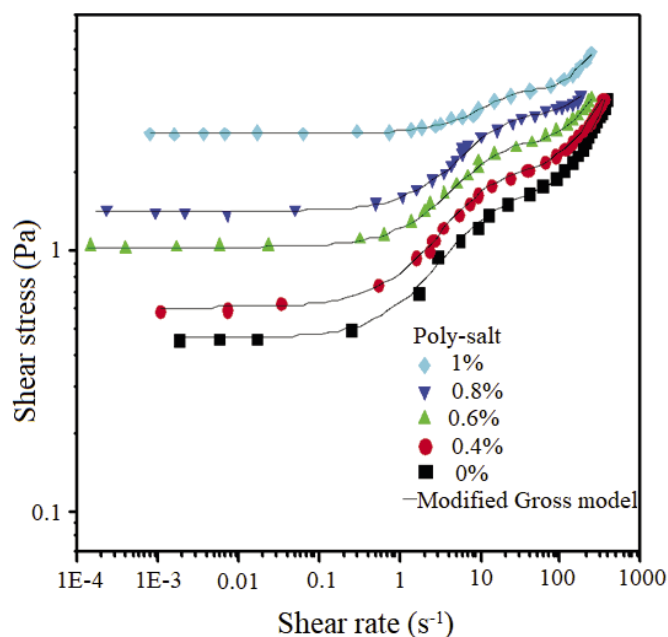 Shear stress (Pa)
1
0.1
Poly-salt
1%
0.8%
0.6%
0.4%
0%
Modified Gross model
1E-4 1E-3 0.01 0.1 1 10 100 1000
Shear rate (s⁻¹)